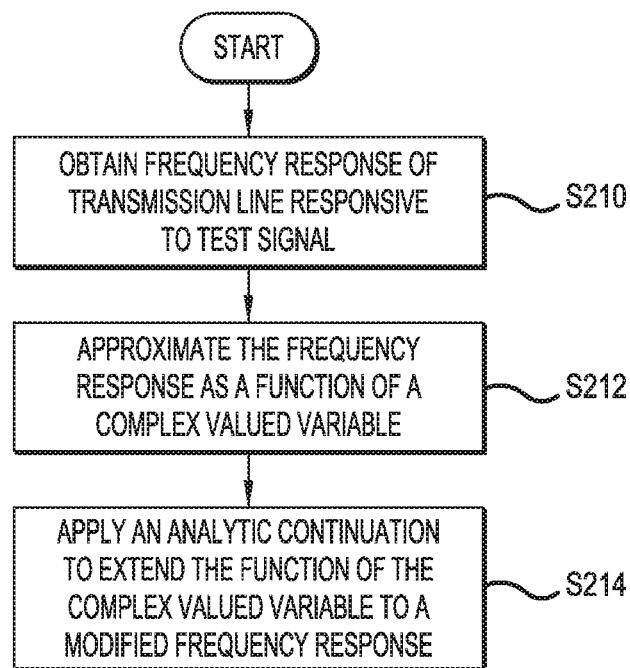 START
OBTAIN FREQUENCY RESPONSE OF
TRANSMISSION LINE RESPONSIVE
TO TEST SIGNAL
S210
APPROXIMATE THE FREQUENCY
RESPONSE AS A FUNCTION OF A
COMPLEX VALUED VARIABLE
S212
APPLY AN ANALYTIC CONTINUATION
TO EXTEND THE FUNCTION OF THE
COMPLEX VALUED VARIABLE TO A
MODIFIED FREQUENCY RESPONSE
S214